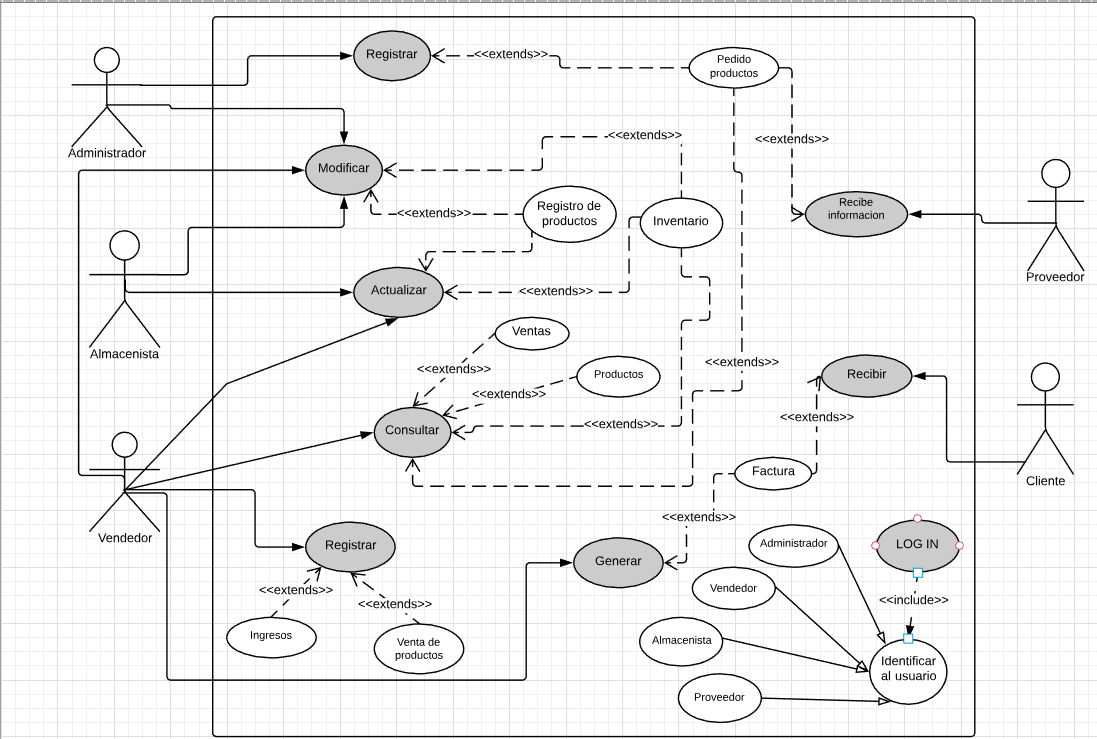 Registrar
<<extends>>
Pedido
productos
<<extends>>
Administrador
<<extends>>
Modificar
Registro de
productos
<<extends>>
Inventario
Recibe
informacion
Proveedor
Almacenista
Actualizar
<<extends>>
Ventas
<<extends>>
Productos
<<extends>>
<<extends>>
Recibir
<<extends>>
Consultar
<<extends>>
Factura
Cliente
Vendedor
<<extends>>
Registrar
<<extends>>
<<extends>>
Ingresos
Venta de
productos
Generar
Administrador
LOG IN
Vendedor
<<include>>
Almacenista
Identificar
al usuario
Proveedor